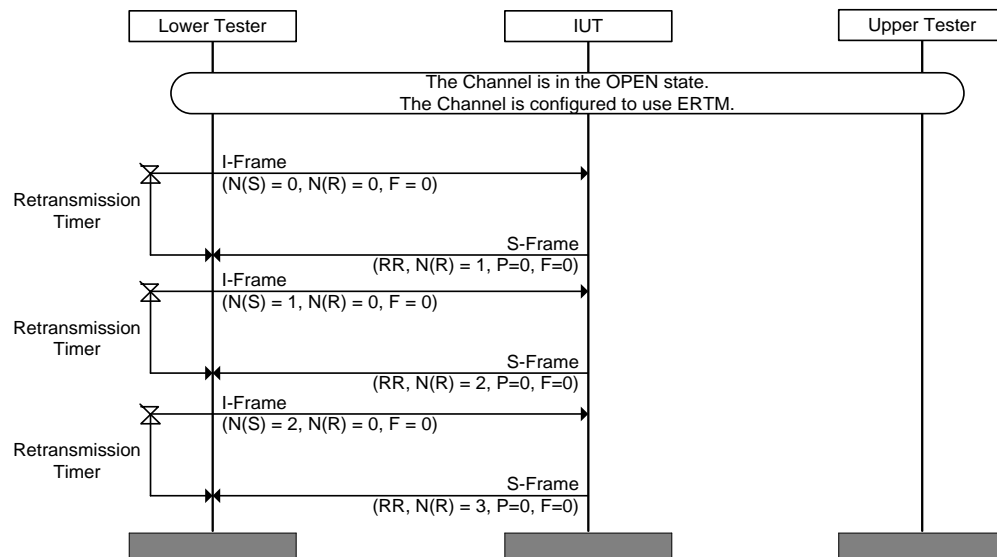 Lower Tester
IUT
Upper Tester
The Channel is in the OPEN state.
The Channel is configured to use ERTM.
I-Frame
(N(S) = 0, N(R) = 0, F = 0)
Retransmission
Timer
S-Frame
(RR, N(R) = 1, P=0, F=0)
I-Frame
(N(S) = 1, N(R) = 0, F = 0)
Retransmission
Timer
S-Frame
(RR, N(R) = 2, P=0, F=0)
I-Frame
(N(S) = 2, N(R) = 0, F = 0)
Retransmission
Timer
S-Frame
(RR, N(R) = 3, P=0, F=0)